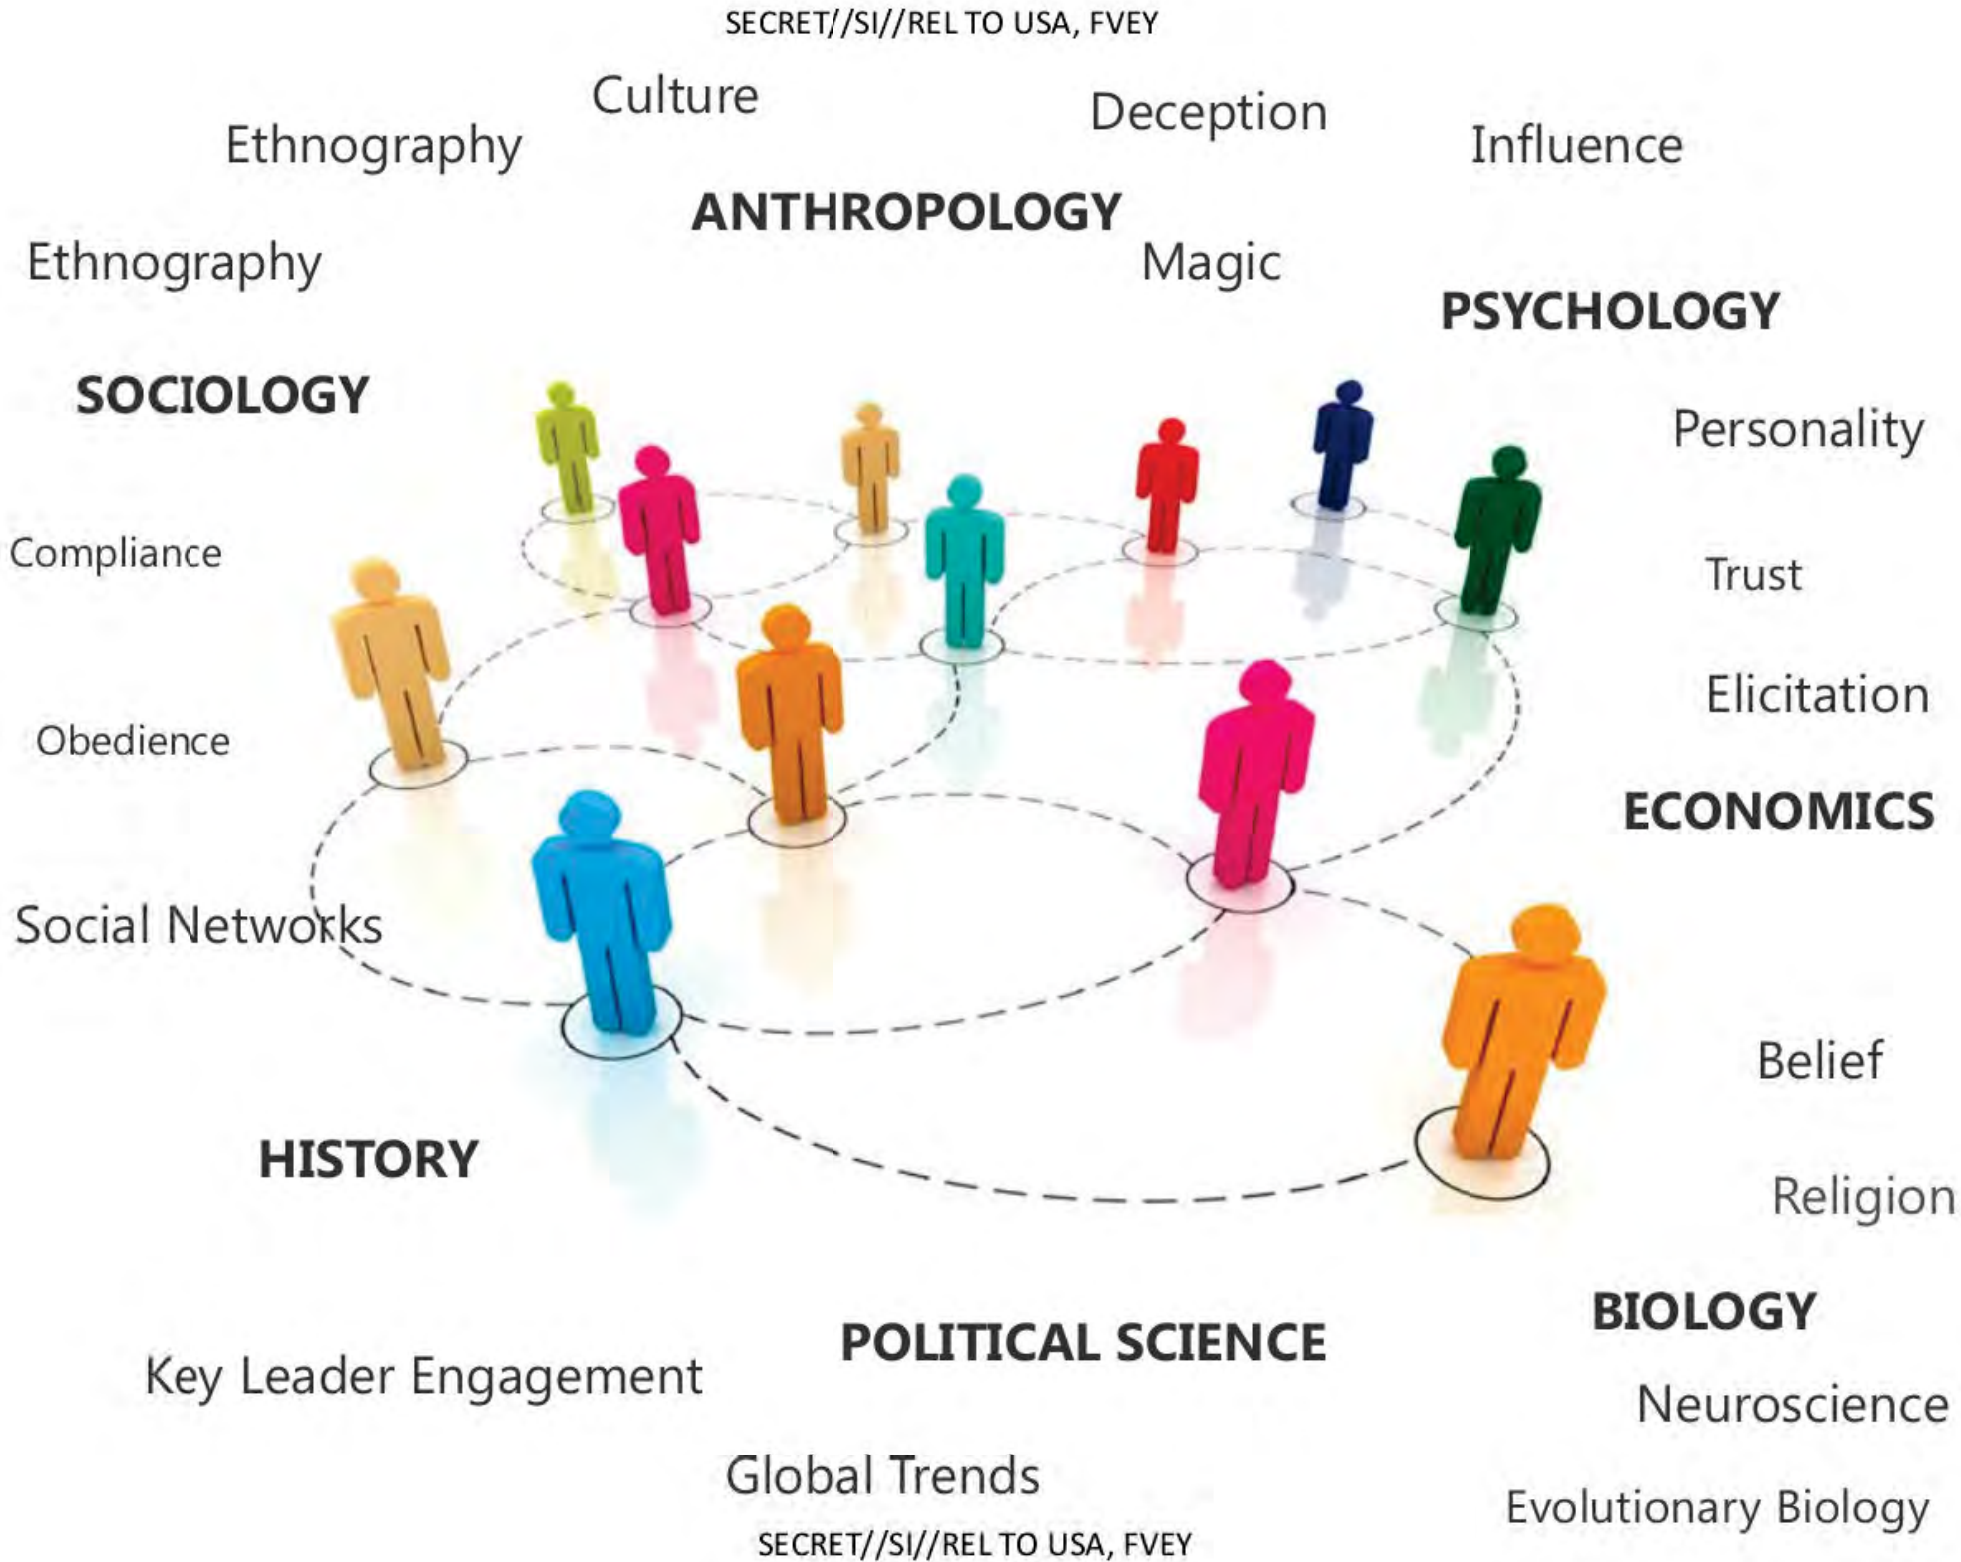 SECRET//SI//REL TO USA, FVEY
Culture
Deception
Ethnography
Influence
ANTHROPOLOGY
Ethnography
Magic
PSYCHOLOGY
SOCIOLOGY
Personality
Compliance
Trust
Elicitation
Obedience
ECONOMICS
Social Networks
Belief
HISTORY
Religion
BIOLOGY
POLITICAL SCIENCE
Key Leader Engagement
Neuroscience
Global Trends
Evolutionary Biology
SECRET//SI//REL TO USA, FVEY